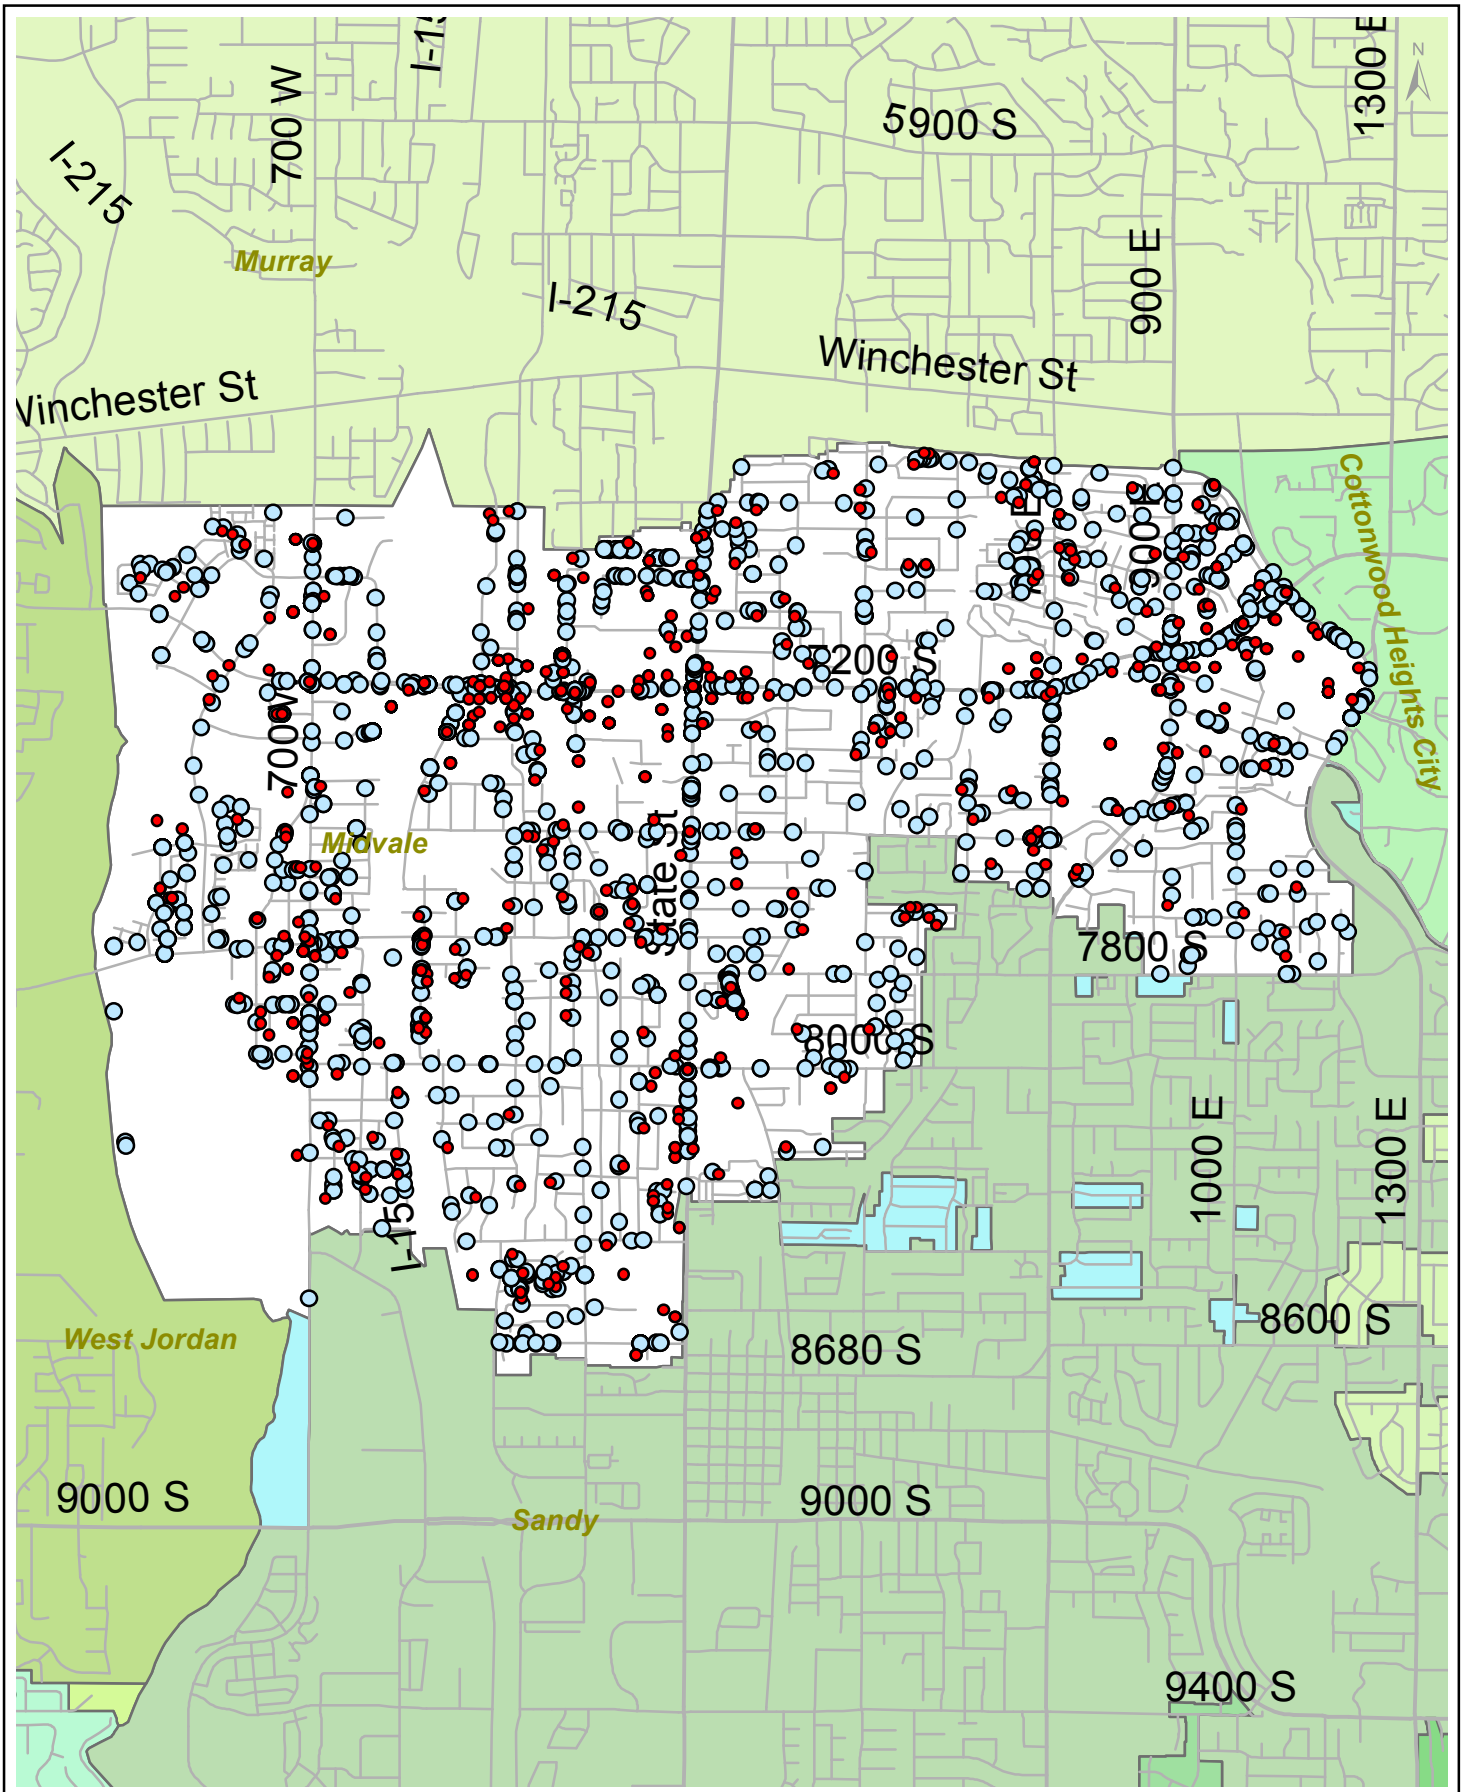 I-15
1300 E
N
700 W
5900 S
I-215
900 E
Murray
I-215
Winchester St
Winchester St
Cottonwood Heights City
900 E
7200 S
700 W
Midvale
State St
7800 S
8000 S
1000 E
1300 E
I-15
8600 S
West Jordan
8680 S
9000 S
9000 S
Sandy
9400 S